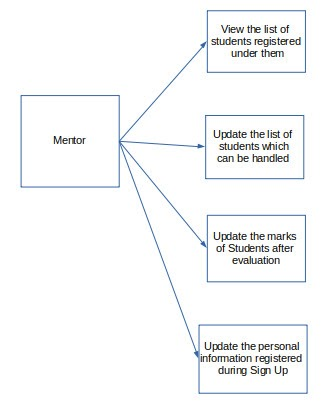 View the list of
students registered
under them
Mentor
Update the list of
students which
can be handled
Update the marks
of Students after
evaluation
Update the personal
information registered
during Sign Up